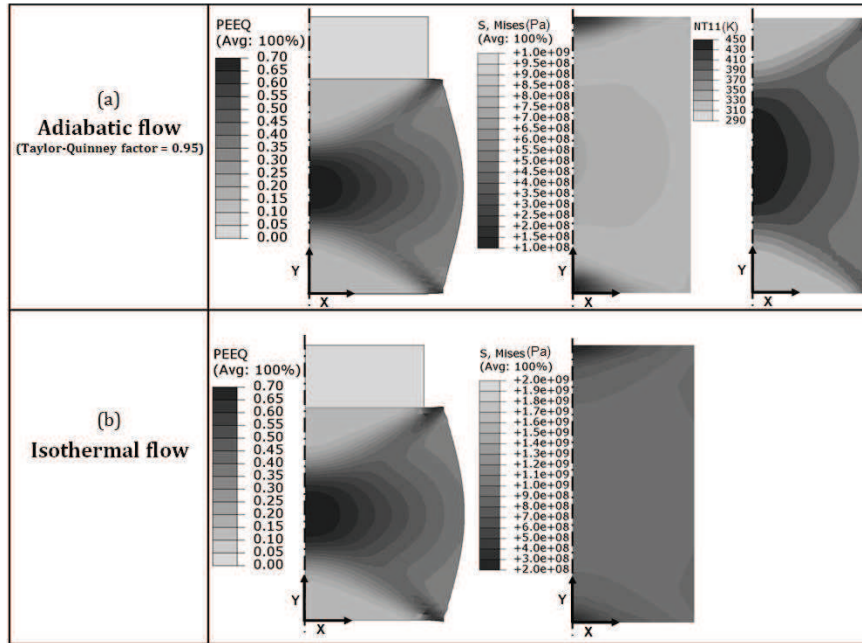 (a)
Adiabatic flow
(Taylor-Quinney factor = 0.95)
PEEQ
(Avg: 100%)
0.70
0.65
0.60
0.55
0.50
0.45
0.40
0.35
0.30
0.25
0.20
0.15
0.10
0.05
0.00
Y
X
S, Mises(Pa)
(Avg: 100%)
+1.0e+09
+9.5e+08
+9.0e+08
+8.5e+08
+8.0e+08
+7.5e+08
+7.0e+08
+6.5e+08
+6.0e+08
+5.5e+08
+5.0e+08
+4.5e+08
+4.0e+08
+3.5e+08
+3.0e+08
+2.5e+08
+2.0e+08
+1.5e+08
+1.0e+08
Y
X
NT11(K)
450
430
410
390
370
350
330
310
290
Y
X
(b)
Isothermal flow
PEEQ
(Avg: 100%)
0.70
0.65
0.60
0.55
0.50
0.45
0.40
0.35
0.30
0.25
0.20
0.15
0.10
0.05
0.00
Y
X
S, Mises(Pa)
(Avg: 100%)
+2.0e+09
+1.9e+09
+1.8e+09
+1.7e+09
+1.6e+09
+1.5e+09
+1.4e+09
+1.3e+09
+1.2e+09
+1.1e+09
+1.0e+09
+9.0e+08
+8.0e+08
+7.0e+08
+6.0e+08
+5.0e+08
+4.0e+08
+3.0e+08
+2.0e+08
Y
X